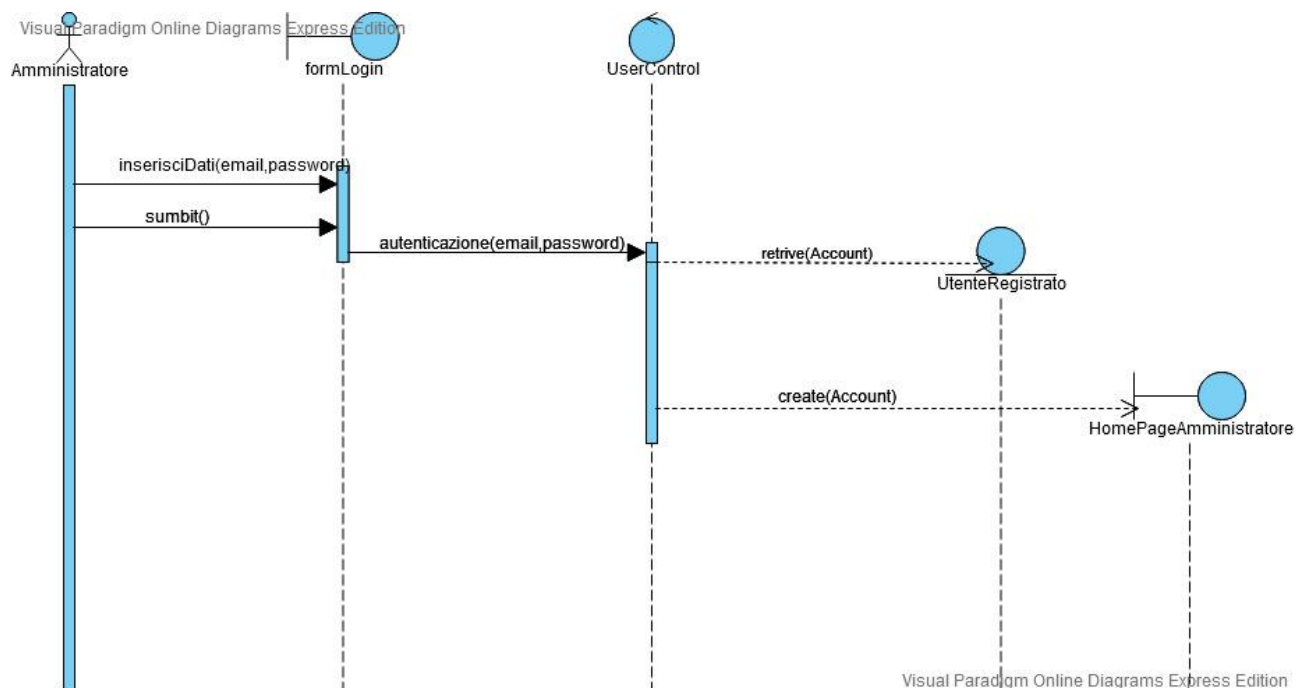 Visual Paradigm Online Diagrams Express Edition
Amministratore
formLogin
UserControl
inserisciDati(email,password)
sumbit()
autenticazione(email,password)
retrive(Account)
UtenteRegistrato
create(Account)
HomePageAmministratore
Visual Paradigm Online Diagrams Express Edition